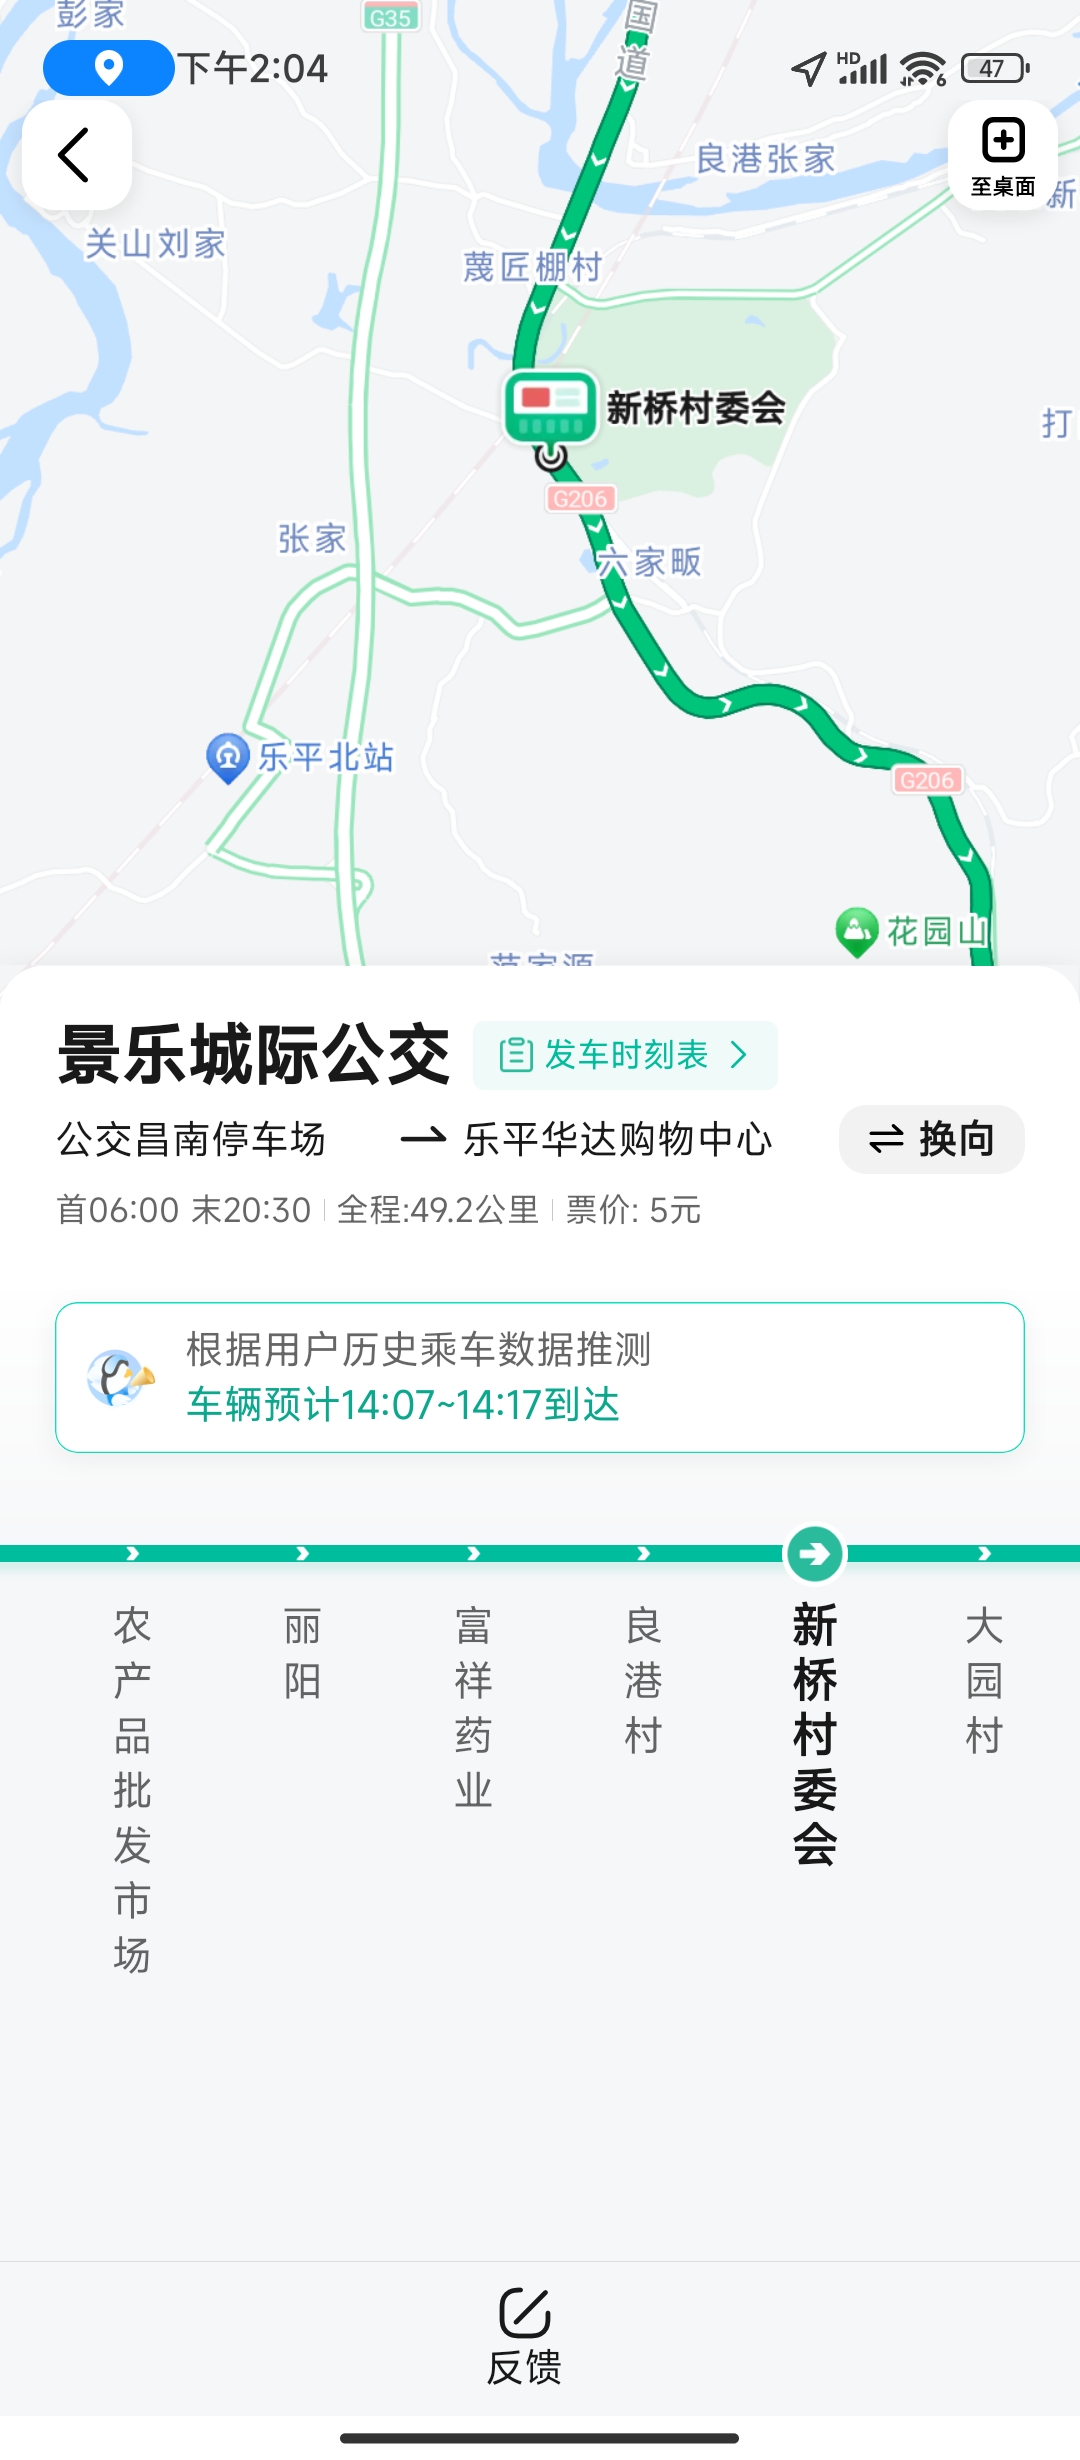 彭家
G35
国道
下午2:04
HD
6
47
良港张家
至桌面
新
关山刘家
蔑匠棚村
新桥村委会
打
G206
张家
六家畈
乐平北站
G206
花园山
范家源
景乐城际公交
发车时刻表
公交昌南停车场
乐平华达购物中心
换向
首06:00 末20:30
全程:49.2公里
票价: 5元
根据用户历史乘车数据推测
车辆预计14:07~14:17到达
农产品批发市场
丽阳
富祥药业
良港村
新桥村委会
大园村
反馈